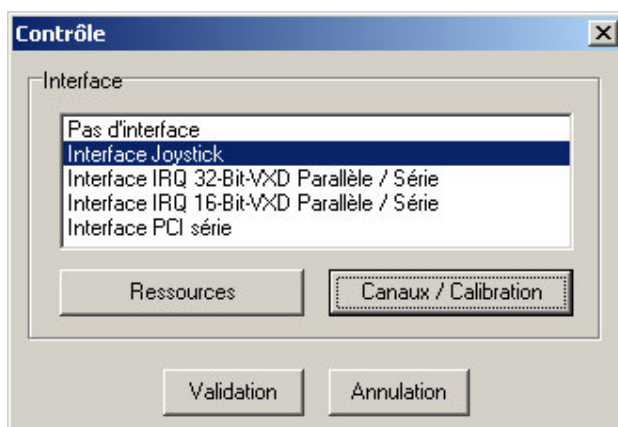 Contrôle
Interface
Pas d'interface
Interface Joystick
Interface IRQ 32-Bit-VXD Parallèle / Série
Interface IRQ 16-Bit-VXD Parallèle / Série
Interface PCI série
Ressources Canaux / Calibration
Validation Annulation